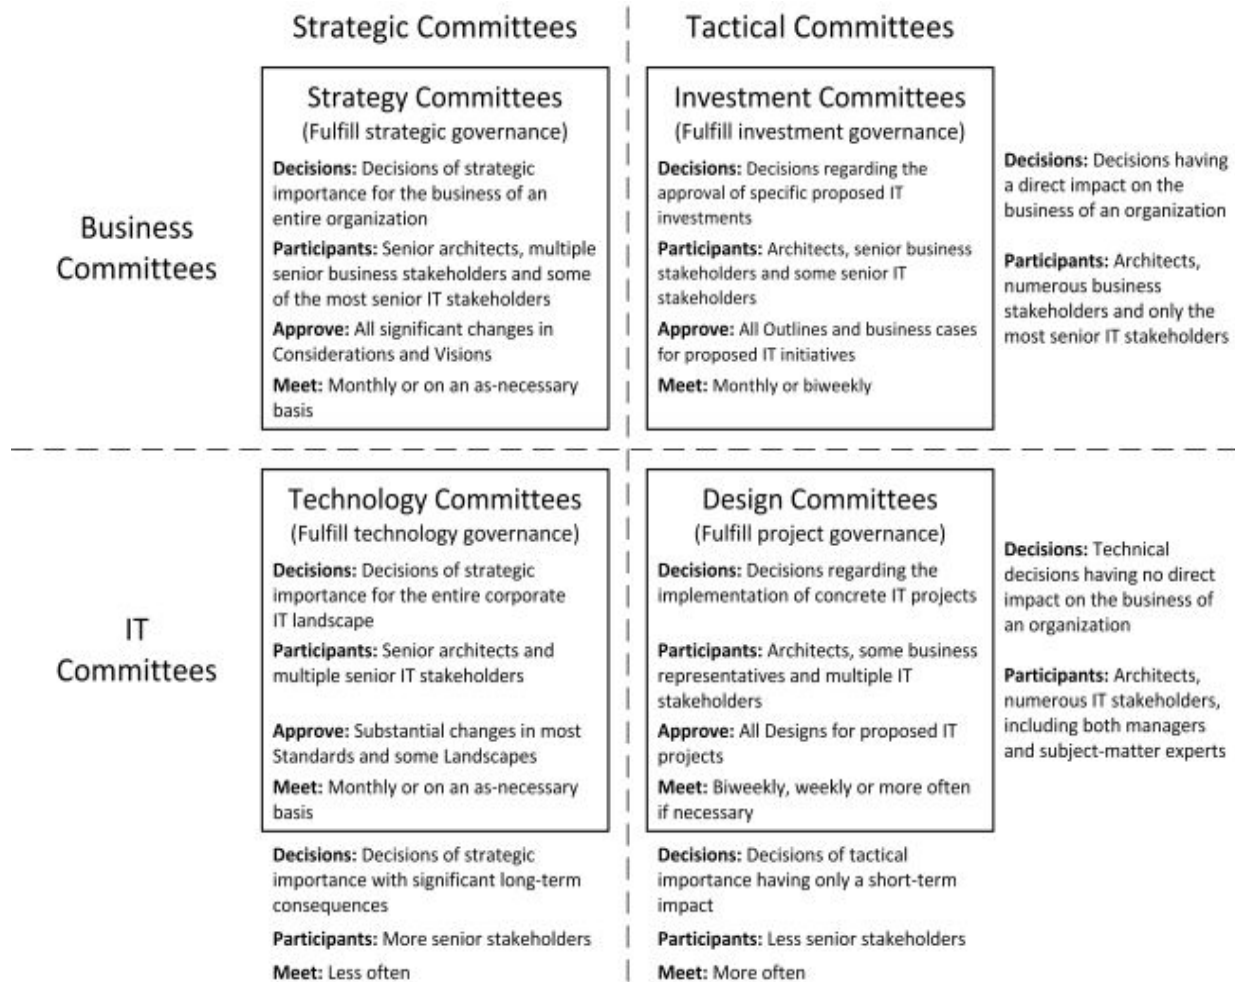 Strategic Committees
Tactical Committees
Business
Committees
Strategy Committees
(Fulfill strategic governance)
Decisions: Decisions of strategic
importance for the business of an
entire organization
Participants: Senior architects, multiple
senior business stakeholders and some
of the most senior IT stakeholders
Approve: All significant changes in
Considerations and Visions
Meet: Monthly or on an as-necessary
basis
Investment Committees
(Fulfill investment governance)
Decisions: Decisions regarding the
approval of specific proposed IT
investments
Participants: Architects, senior business
stakeholders and some senior IT
stakeholders
Approve: All Outlines and business cases
for proposed IT initiatives
Meet: Monthly or biweekly
Decisions: Decisions having
a direct impact on the
business of an organization
Participants: Architects,
numerous business
stakeholders and only the
most senior IT stakeholders
IT
Committees
Technology Committees
(Fulfill technology governance)
Decisions: Decisions of strategic
importance for the entire corporate
IT landscape
Participants: Senior architects and
multiple senior IT stakeholders
Approve: Substantial changes in most
Standards and some Landscapes
Meet: Monthly or on an as-necessary
basis
Design Committees
(Fulfill project governance)
Decisions: Decisions regarding the
implementation of concrete IT projects
Participants: Architects, some business
representatives and multiple IT
stakeholders
Approve: All Designs for proposed IT
projects
Meet: Biweekly, weekly or more often
if necessary
Decisions: Technical
decisions having no direct
impact on the business of
an organization
Participants: Architects,
numerous IT stakeholders,
including both managers
and subject-matter experts
Decisions: Decisions of strategic
importance with significant long-term
consequences
Participants: More senior stakeholders
Meet: Less often
Decisions: Decisions of tactical
importance having only a short-term
impact
Participants: Less senior stakeholders
Meet: More often